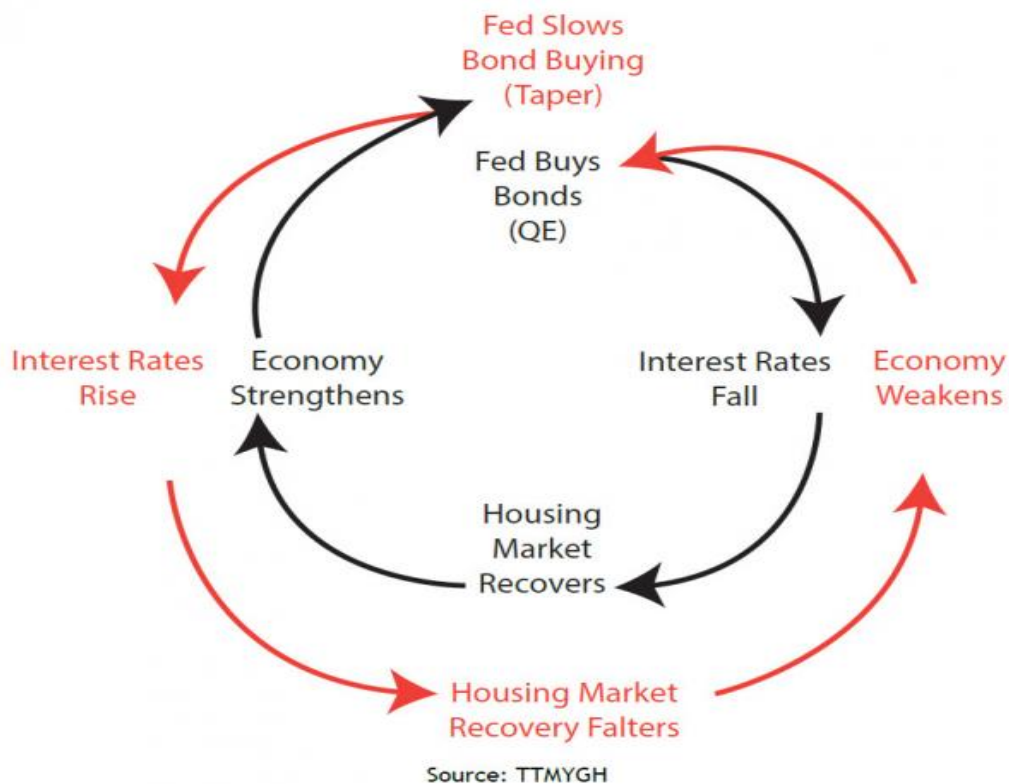 Fed Slows
Bond Buying
(Taper)
Fed Buys
Bonds
(QE)
Interest Rates
Rise
Economy
Strengthens
Interest Rates
Fall
Economy
Weakens
Housing
Market
Recovers
Housing Market
Recovery Falters
Source: TTMYGH